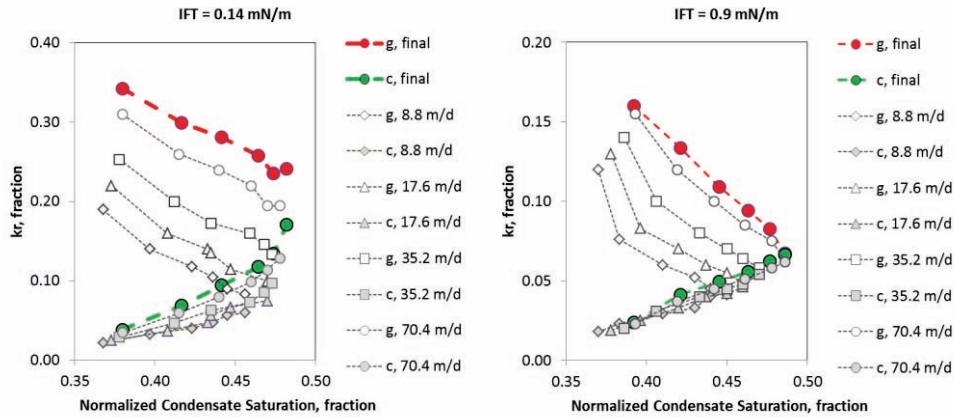 IFT = 0.14 mN/m
0.40
0.30
0.20
0.10
0.00
kr, fraction
0.35
0.40
0.45
0.50
Normalized Condensate Saturation, fraction
g, final
c, final
g, 8.8 m/d
c, 8.8 m/d
g, 17.6 m/d
c, 17.6 m/d
g, 35.2 m/d
c, 35.2 m/d
g, 70.4 m/d
c, 70.4 m/d
IFT = 0.9 mN/m
0.20
0.15
0.10
0.05
0.00
kr, fraction
0.35
0.40
0.45
0.50
Normalized Condensate Saturation, fraction
g, final
c, final
g, 8.8 m/d
c, 8.8 m/d
g, 17.6 m/d
c, 17.6 m/d
g, 35.2 m/d
c, 35.2 m/d
g, 70.4 m/d
c, 70.4 m/d